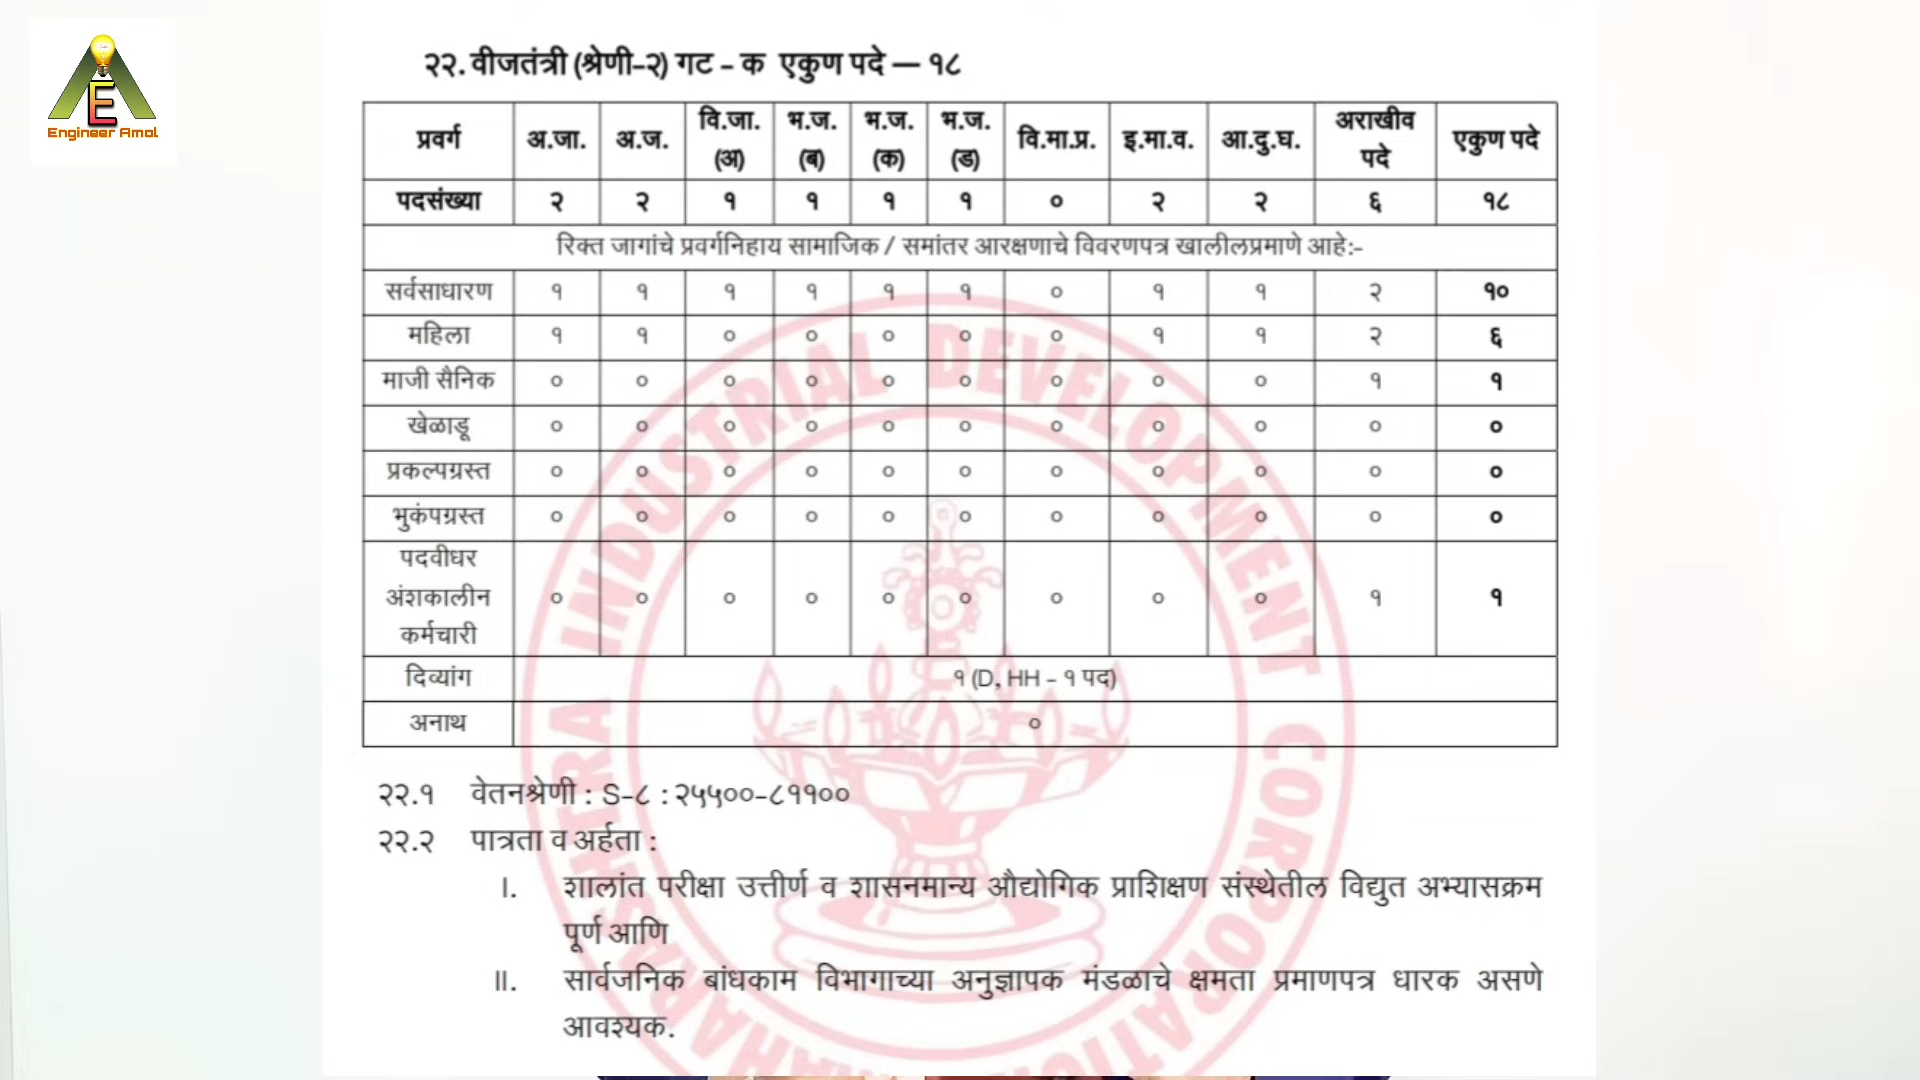 E
Engineer Amol
२२. वीजतंत्री (श्रेणी-२) गट - क एकुण पदे — १८
प्रवर्ग अ.जा. अ.ज. वि.जा. (अ) भ.ज. (ब) भ.ज. (क) भ.ज. (ड) वि.मा.प्र. इ.मा.व. आ.दु.घ. अराखीव पदे एकुण पदे
पदसंख्या २ २ १ १ १ १ ० २ २ ६ १८
रिक्त जागांचे प्रवर्गनिहाय सामाजिक / समांतर आरक्षणाचे विवरणपत्र खालीलप्रमाणे आहे:-
सर्वसाधारण १ १ १ १ १ १ ० १ १ २ १०
महिला १ १ ० ० ० ० ० १ १ २ ६
माजी सैनिक ० ० ० ० ० ० ० ० ० १ १
खेळाडू ० ० ० ० ० ० ० ० ० ० ०
प्रकल्पग्रस्त ० ० ० ० ० ० ० ० ० ० ०
भुकंपग्रस्त ० ० ० ० ० ० ० ० ० ० ०
पदवीधर अंशकालीन कर्मचारी ० ० ० ० ० ० ० ० ० १ १
दिव्यांग १ (D, HH - १ पद)
अनाथ ०
२२.१ वेतनश्रेणी : S-८ : २५५००-८११००
२२.२ पात्रता व अर्हता :
I. शालांत परीक्षा उत्तीर्ण व शासनमान्य औद्योगिक प्राशिक्षण संस्थेतील विद्युत अभ्यासक्रम
पूर्ण आणि
II. सार्वजनिक बांधकाम विभागाच्या अनुज्ञापक मंडळाचे क्षमता प्रमाणपत्र धारक असणे
आवश्यक.
MAHARASHTRA INDUSTRIAL DEVELOPMENT CORPORATION